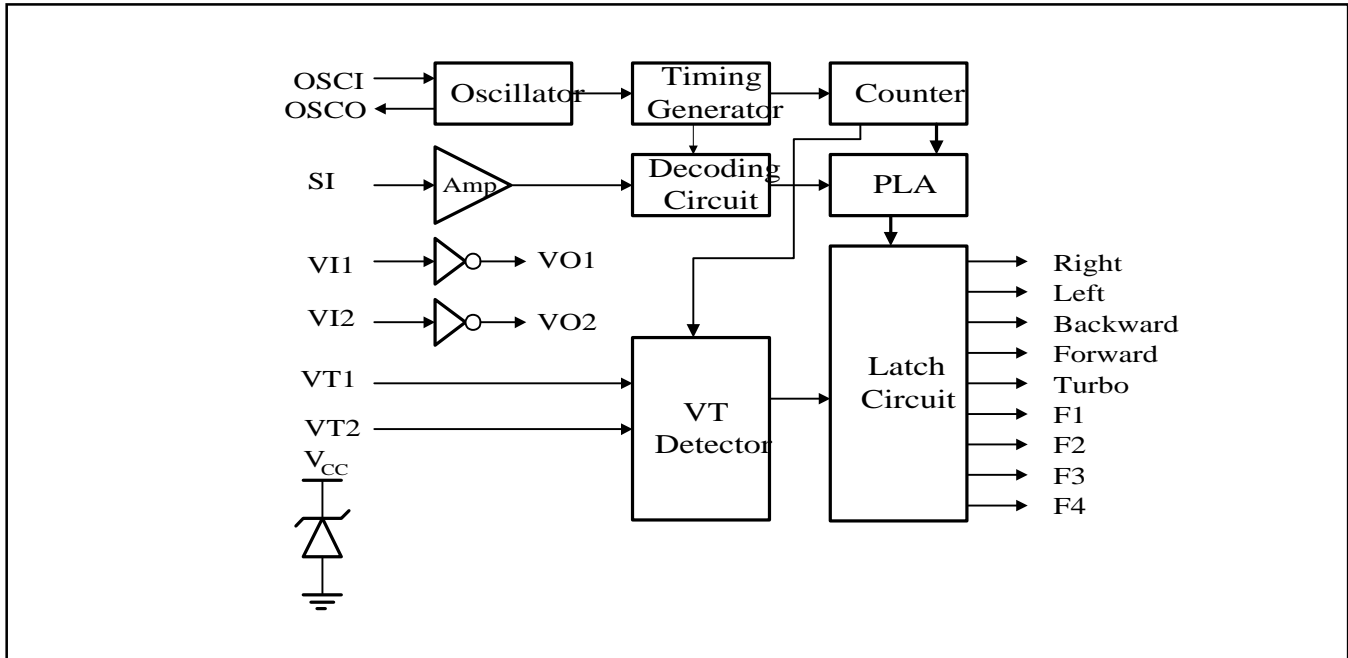 OSCI
OSCO
Oscillator
Timing
Generator
Counter
SI
Amp
Decoding
Circuit
PLA
VI1
VO1
VI2
VO2
VT1
VT2
VT
Detector
Latch
Circuit
Right
Left
Backward
Forward
Turbo
F1
F2
F3
F4
VCC